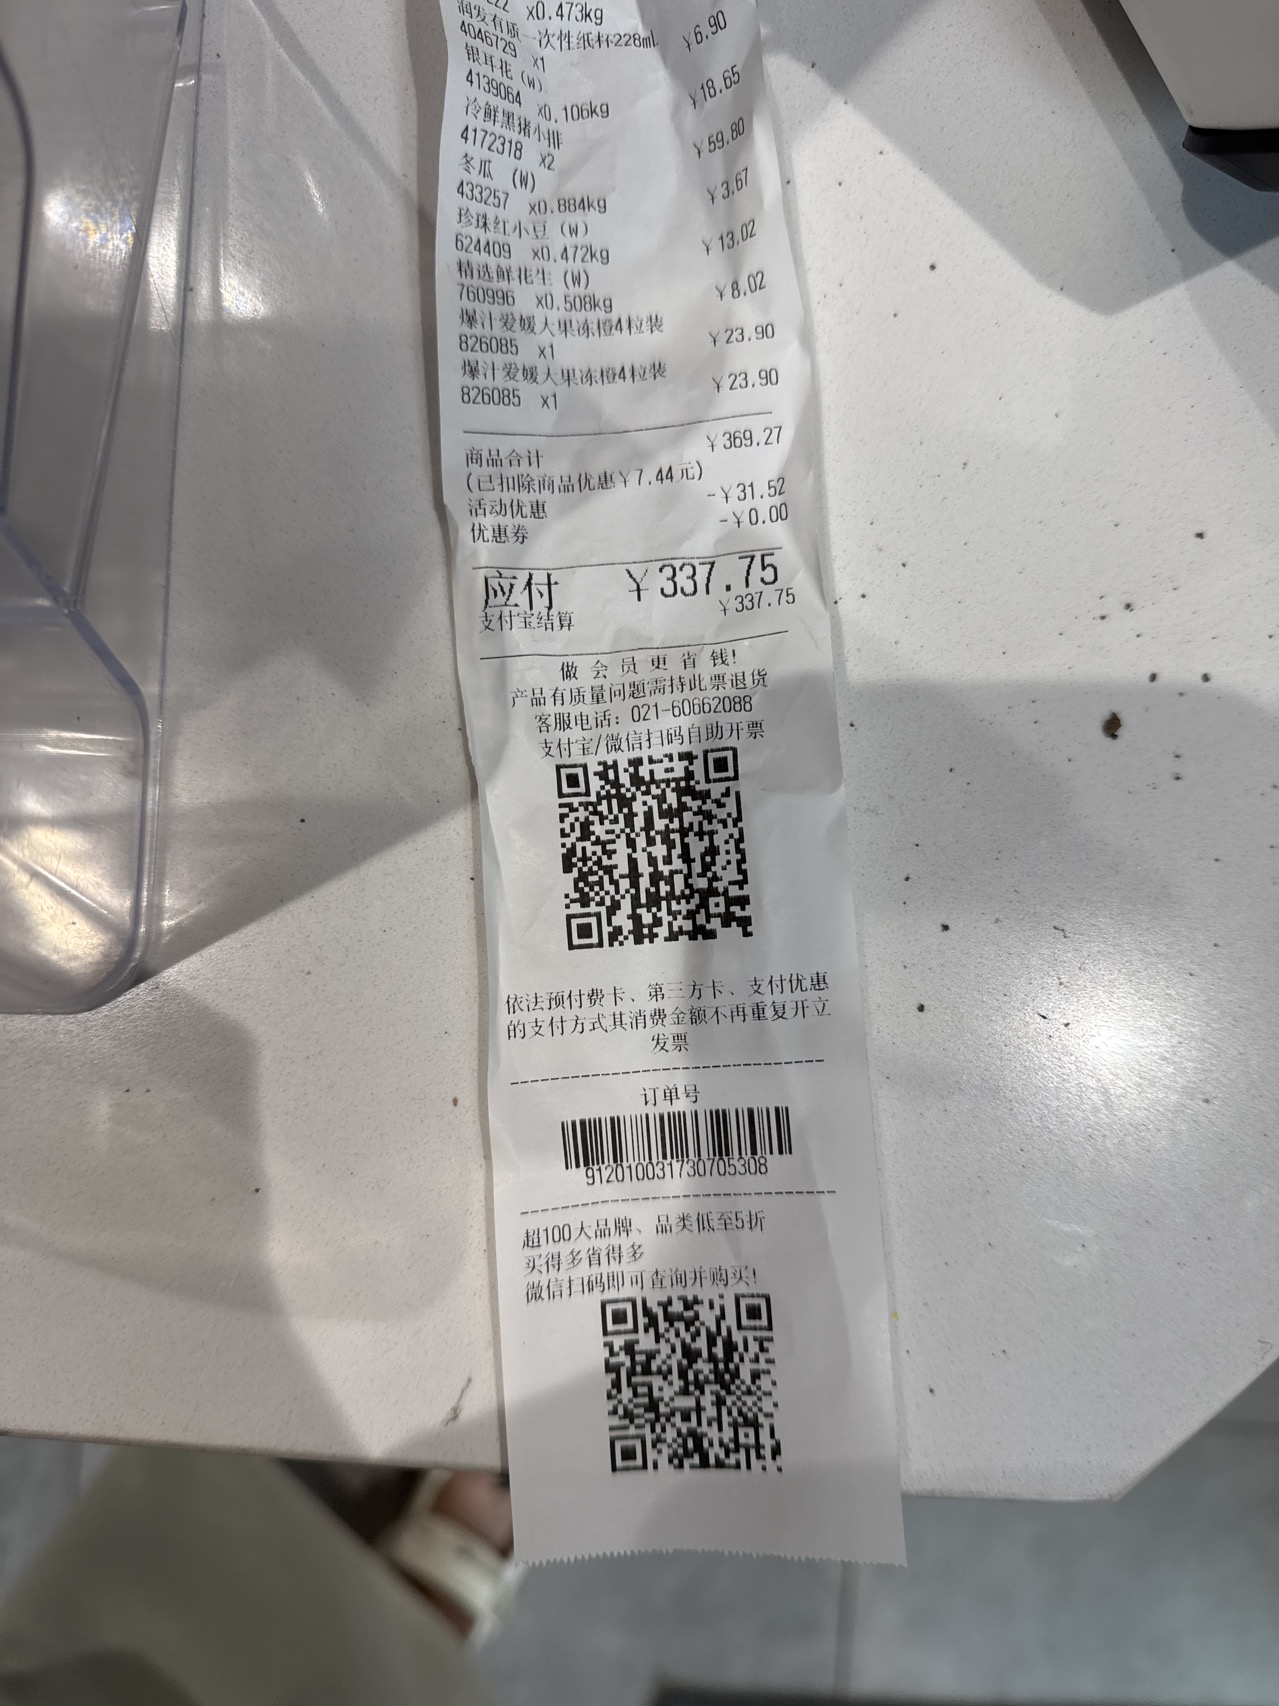 x0.473kg
润发有质一次性纸杯228mL ￥6.90
4046729 x1
银耳花（W） ￥18.65
4139064 x0.106kg
冷鲜黑猪小排 ￥59.80
4172318 x2
冬瓜 (W) ￥3.67
433257 x0.884kg
珍珠红小豆（W） ￥13.02
624409 x0.472kg
精选鲜花生 (W) ￥8.02
760996 x0.508kg
爆汁爱媛大果冻橙4粒装 ￥23.90
826085 x1
爆汁爱媛大果冻橙4粒装 ￥23.90
826085 x1
商品合计 ￥369.27
(已扣除商品优惠￥7.44元)
活动优惠 -￥31.52
优惠券 -￥0.00
应付 ￥337.75
支付宝结算 ￥337.75
做会员更省钱!
产品有质量问题需持此票退货
客服电话: 021-60662088
支付宝/微信扫码自助开票
依法预付费卡、第三方卡、支付优惠
的支付方式其消费金额不再重复开立
发票
订单号
912010031730705308
超100大品牌、品类低至5折
买得多省得多
微信扫码即可查询并购买!